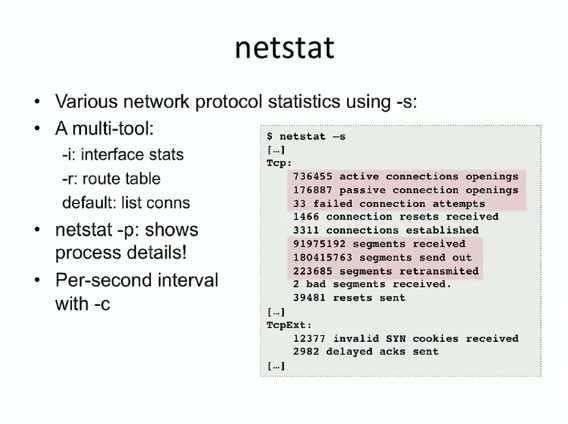 netstat
• Various network protocol statistics using -s:
• A multi-tool:
-i: interface stats
-r: route table
default: list conns
• netstat -p: shows
process details!
• Per-second interval
with -c
$ netstat –s
[…]
Tcp:
736455 active connections openings
176887 passive connection openings
33 failed connection attempts
1466 connection resets received
3311 connections established
91975192 segments received
180415763 segments send out
223685 segments retransmited
2 bad segments received.
39481 resets sent
[…]
TcpExt:
12377 invalid SYN cookies received
2982 delayed acks sent
[…]